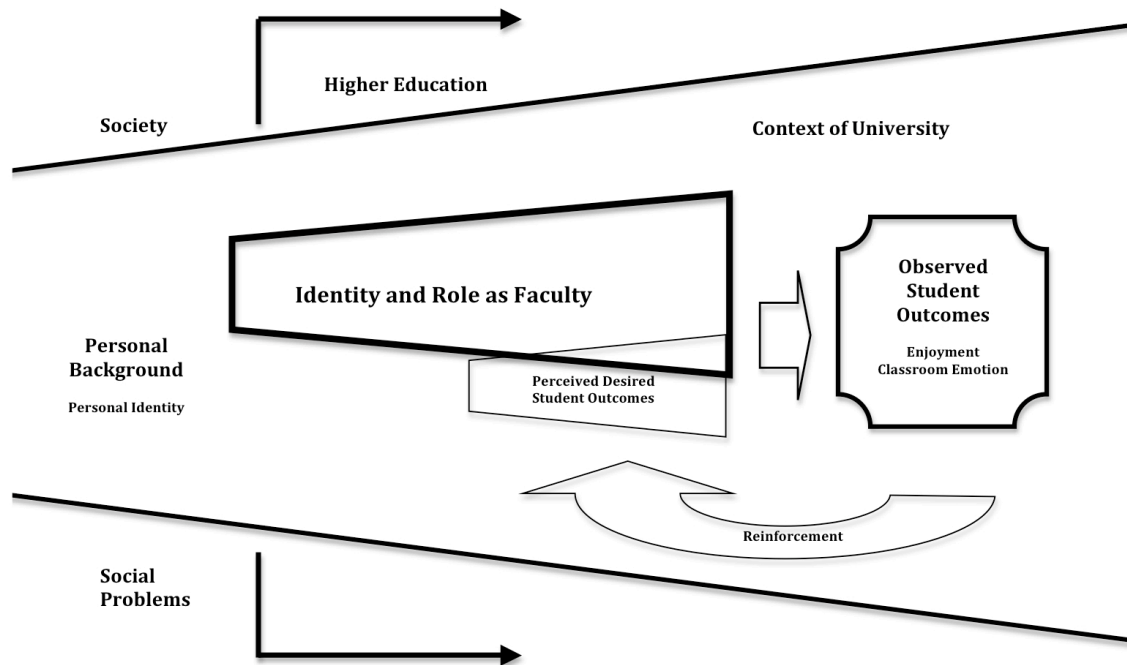 Higher Education
Society
Context of University
Identity and Role as Faculty
Observed
Student
Outcomes
Enjoyment
Classroom Emotion
Personal
Background
Personal Identity
Perceived Desired
Student Outcomes
Reinforcement
Social
Problems